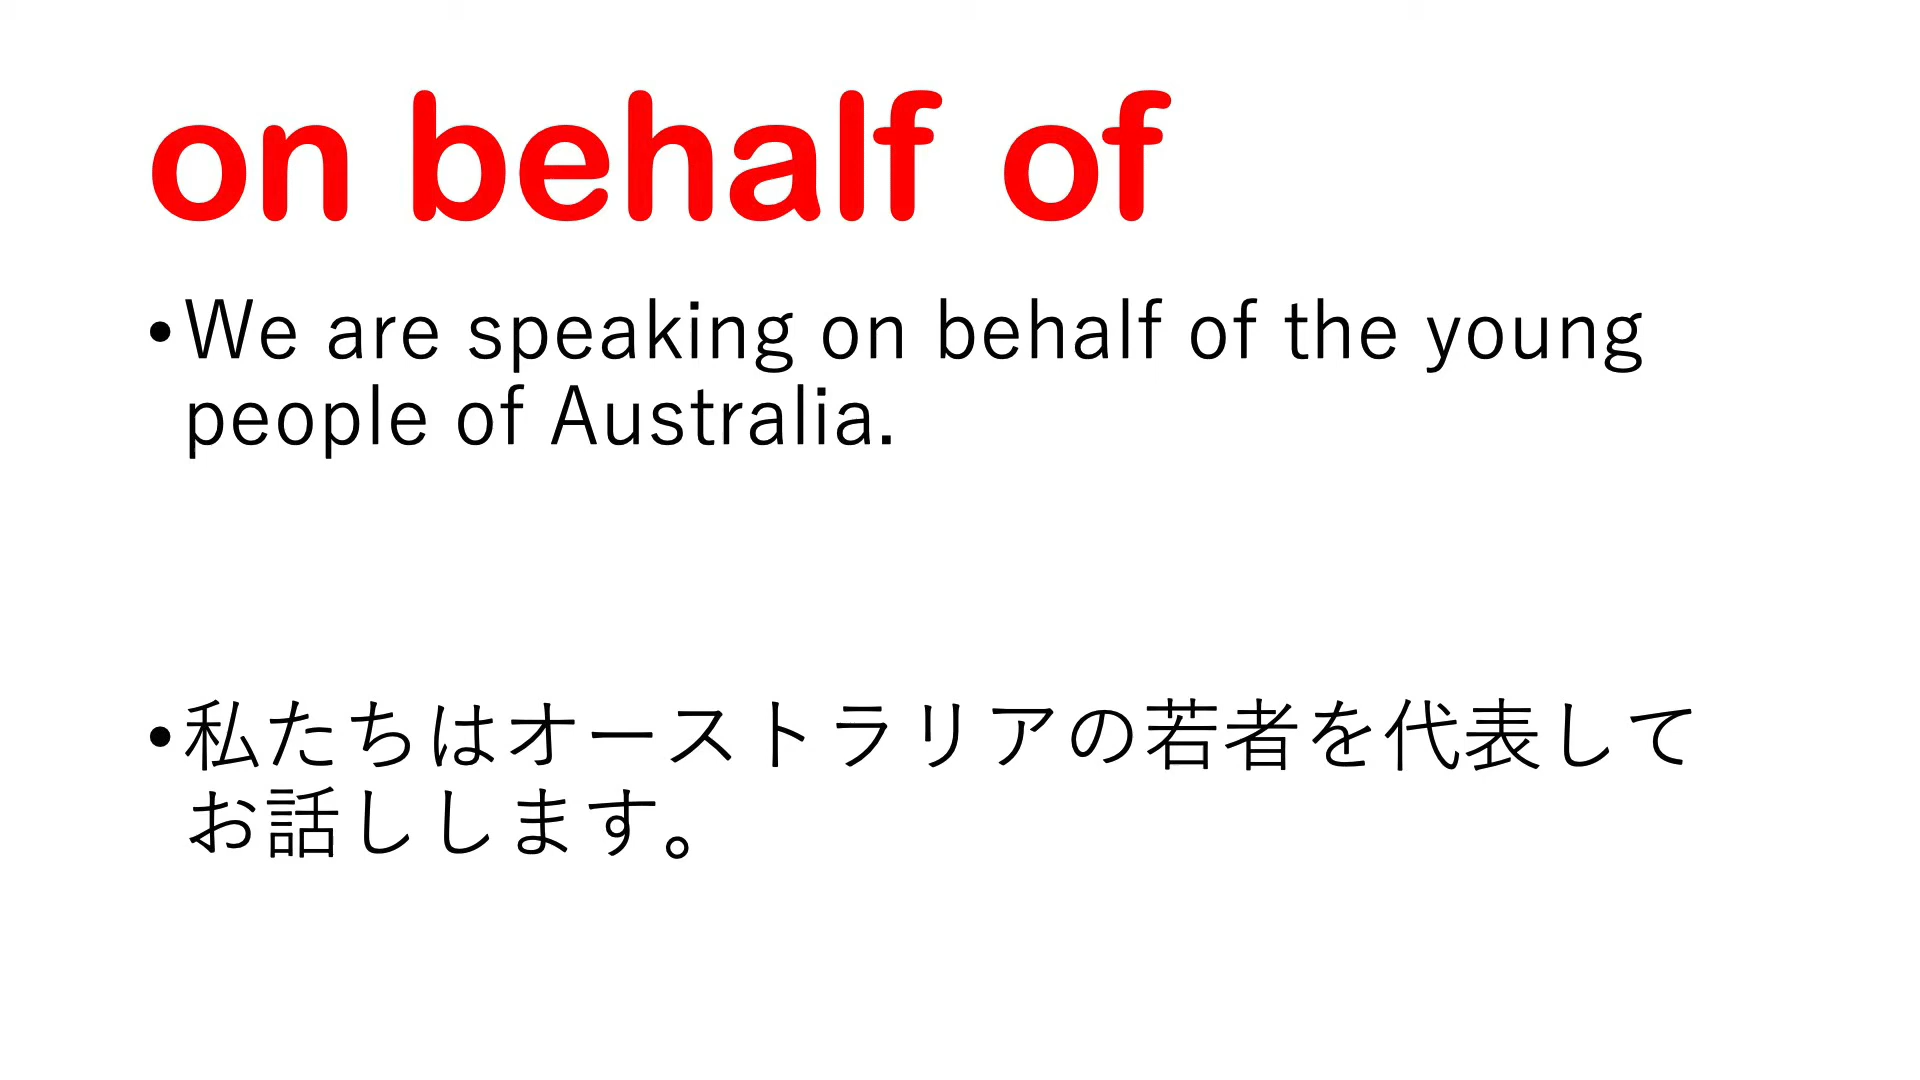 on behalf of
•We are speaking on behalf of the young
people of Australia.
•私たちはオーストラリアの若者を代表して
お話しします。